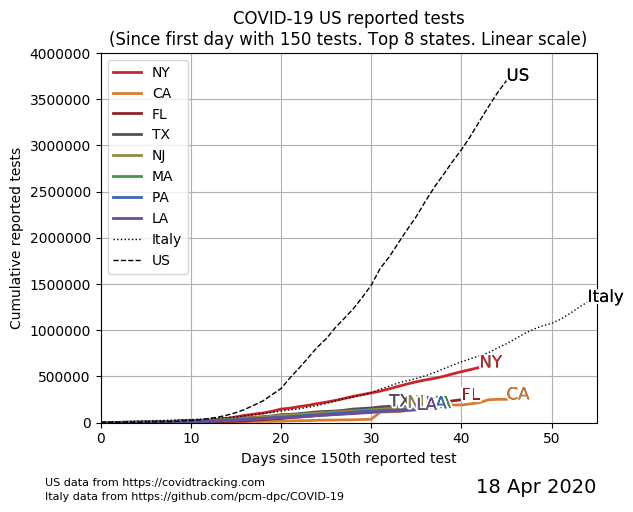 COVID-19 US reported tests
(Since first day with 150 tests. Top 8 states. Linear scale)
Cumulative reported tests
4000000
3500000
3000000
2500000
2000000
1500000
1000000
500000
0
NY
CA
FL
TX
NJ
MA
PA
LA
Italy
US
US
Italy
NY
CA
FL
TX
LA
0 10 20 30 40 50
Days since 150th reported test
US data from https://covidtracking.com
Italy data from https://github.com/pcm-dpc/COVID-19
18 Apr 2020